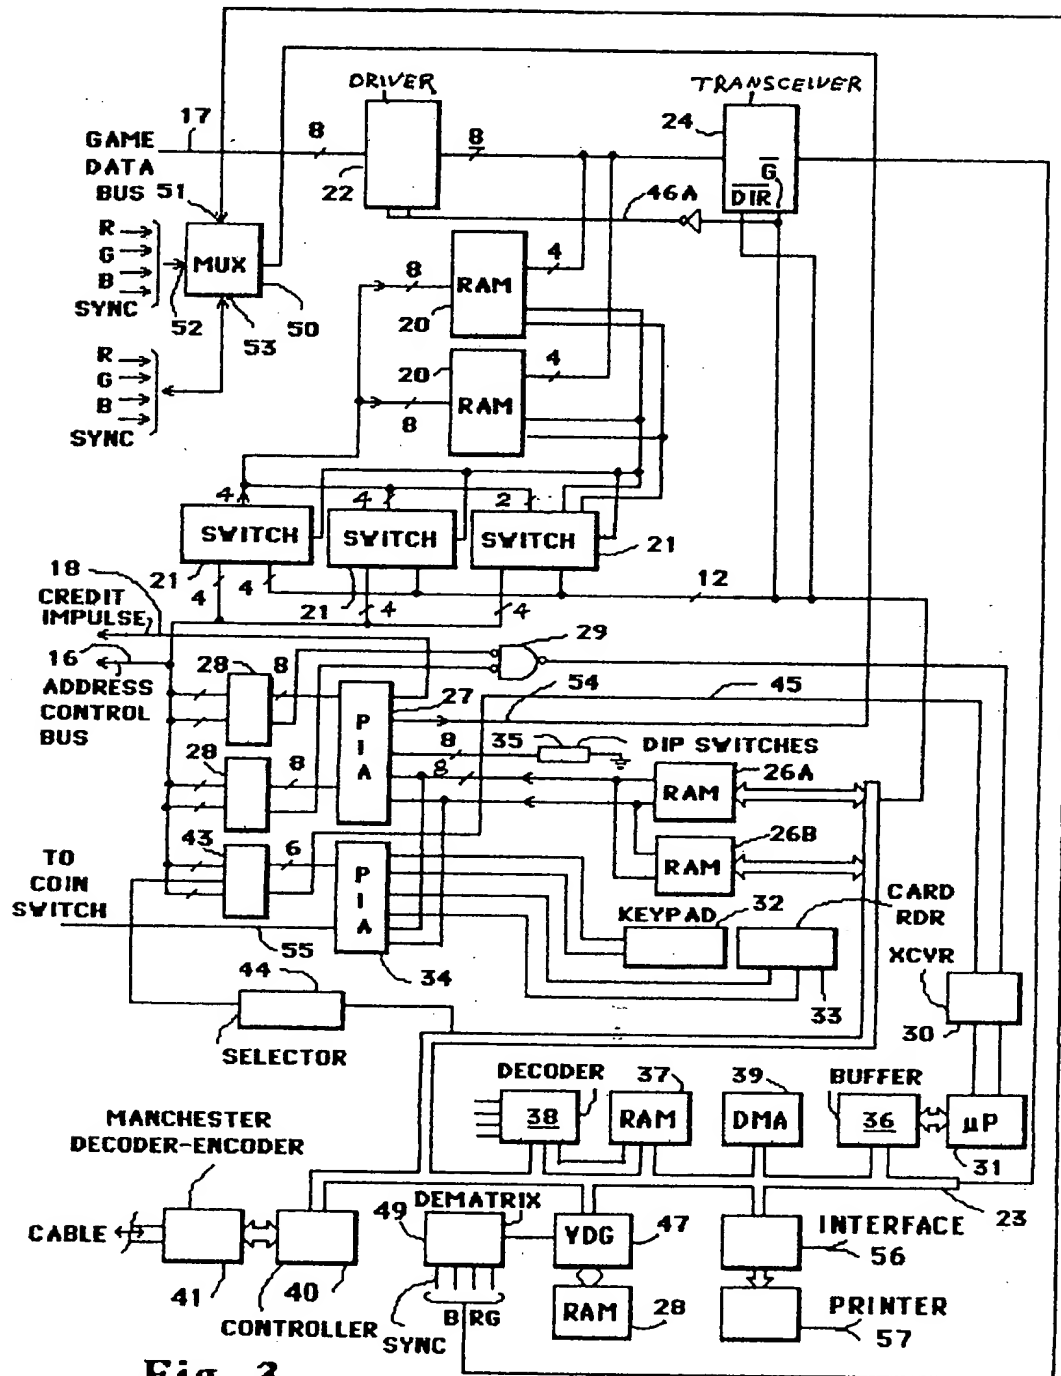 DRIVER
TRANSCEIVER
17
GAME
DATA
BUS
8
22
8
24
G
DIR
46A
51
R
G
B
SYNC
MUX
52
53
50
R
G
B
SYNC
8
RAM
4
20
20
RAM
4
8
4
4
2
SWITCH
SWITCH
SWITCH
21
21
21
4
4
4
4
12
18
CREDIT
IMPULSE
16
ADDRESS
CONTROL
BUS
28
8
29
27
PIA
54
45
8
35
DIP SWITCHES
28
8
8
RAM
26A
26B
RAM
43
6
PIA
TO
COIN
SWITCH
55
34
KEYPAD
32
CARD
RDR
33
XCVR
30
44
SELECTOR
DECODER
38
37
RAM
39
DMA
BUFFER
36
µP
31
MANCHESTER
DECODER-ENCODER
CABLE
41
40
CONTROLLER
DEMATRIX
49
SYNC
B RG
VDG
47
RAM
28
23
INTERFACE
56
PRINTER
57